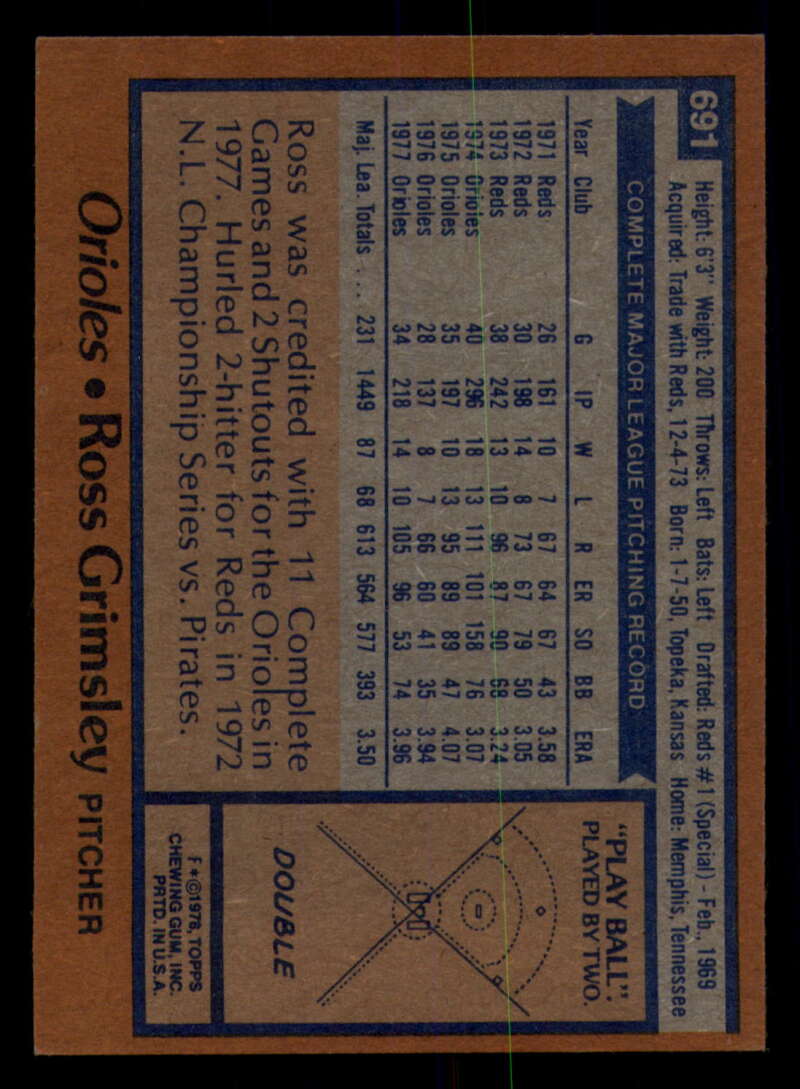 691
Height: 6'3" Weight: 200 Throws: Left Bats: Left Drafted: Reds #1 (Special) - Feb., 1969
Acquired: Trade with Reds, 12-4-73 Born: 1-7-50, Topeka, Kansas Home: Memphis, Tennessee
COMPLETE MAJOR LEAGUE PITCHING RECORD
Year Club G IP W L R ER SO BB ERA
1971 Reds 26 161 10 7 67 64 67 43 3.58
1972 Reds 30 198 14 8 73 67 79 50 3.05
1973 Reds 38 242 13 10 96 87 90 68 3.24
1974 Orioles 40 296 18 13 111 101 158 76 3.07
1975 Orioles 35 197 10 13 95 89 89 47 4.07
1976 Orioles 28 137 8 7 66 60 41 35 3.94
1977 Orioles 34 218 14 10 105 96 53 74 3.96
Maj. Lea. Totals ... 231 1449 87 68 613 564 577 393 3.50
Ross was credited with 11 Complete
Games and 2 Shutouts for the Orioles in
1977. Hurled 2-hitter for Reds in 1972
N.L. Championship Series vs. Pirates.
"PLAY BALL":
PLAYED BY TWO.
DOUBLE
F*©1978, TOPPS
CHEWING GUM, INC.
PRTD. IN U.S.A.
Orioles • Ross Grimsley PITCHER